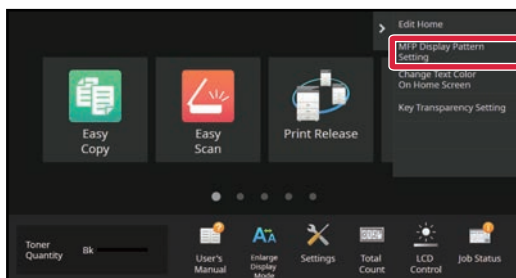 Edit Home
MFP Display Pattern
Setting
Change Text Color
On Home Screen
Key Transparency Setting
Easy
Copy
Easy
Scan
Print Release
Toner
Quantity
Bk
User's
Manual
Enlarge
Display
Mode
Settings
Total
Count
LCD
Control
Job Status